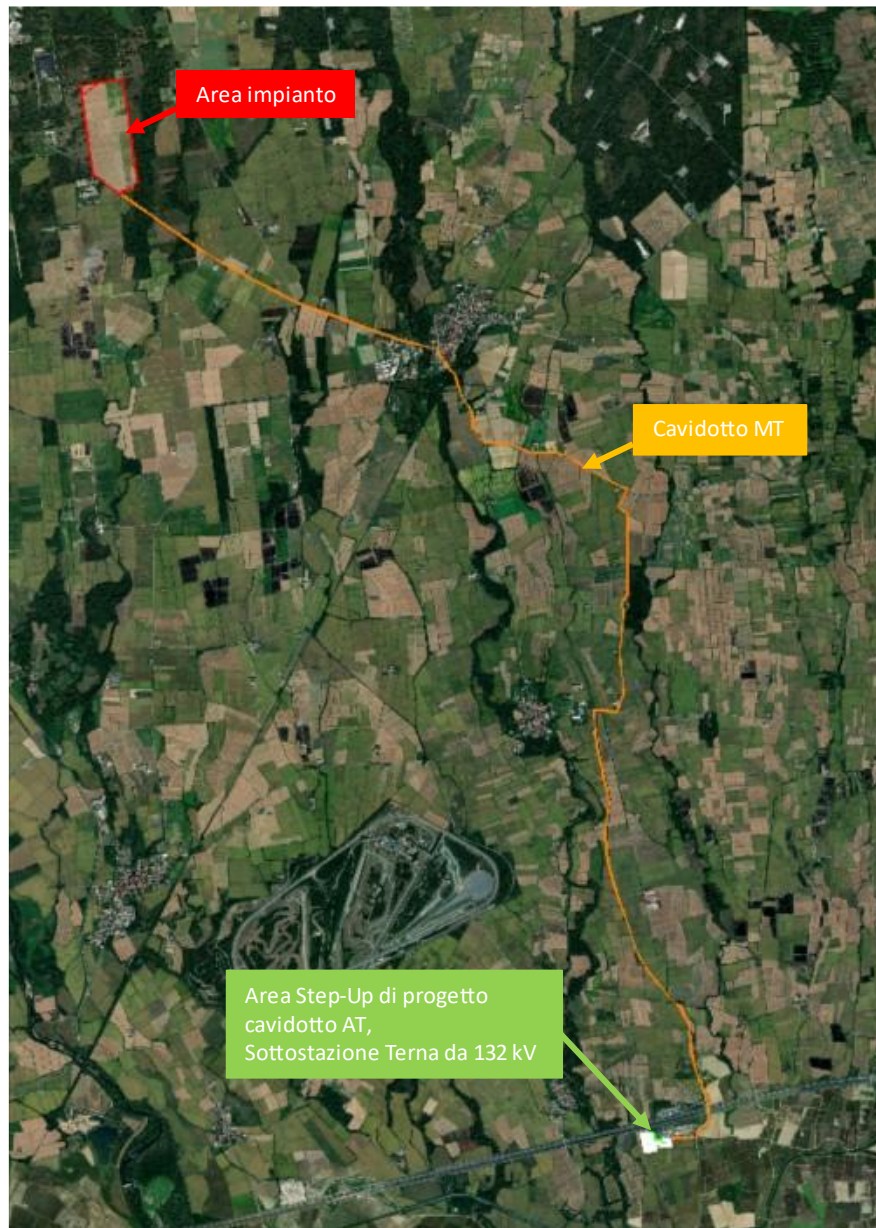 Area impianto
Cavidotto MT
Area Step-Up di progetto
cavidotto AT,
Sottostazione Terna da 132 kV